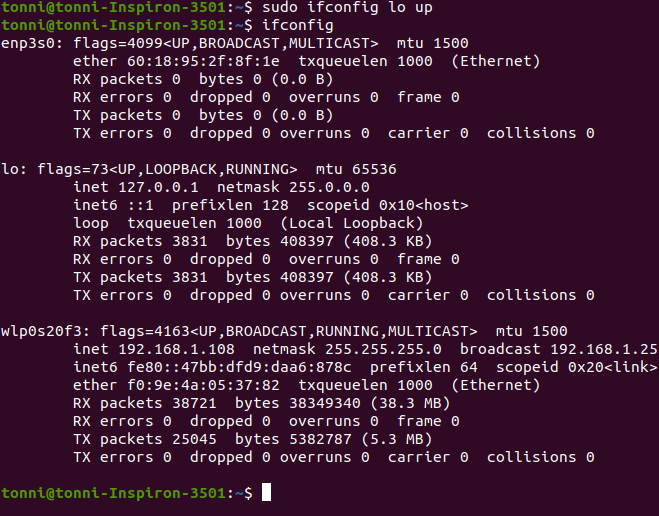 tonni@tonni-Inspiron-3501:~$ sudo ifconfig lo up
tonni@tonni-Inspiron-3501:~$ ifconfig
enp3s0: flags=4099<UP,BROADCAST,MULTICAST>  mtu 1500
        ether 60:18:95:2f:8f:1e  txqueuelen 1000  (Ethernet)
        RX packets 0  bytes 0 (0.0 B)
        RX errors 0  dropped 0  overruns 0  frame 0
        TX packets 0  bytes 0 (0.0 B)
        TX errors 0  dropped 0 overruns 0  carrier 0  collisions 0

lo: flags=73<UP,LOOPBACK,RUNNING>  mtu 65536
        inet 127.0.0.1  netmask 255.0.0.0
        inet6 ::1  prefixlen 128  scopeid 0x10<host>
        loop  txqueuelen 1000  (Local Loopback)
        RX packets 3831  bytes 408397 (408.3 KB)
        RX errors 0  dropped 0  overruns 0  frame 0
        TX packets 3831  bytes 408397 (408.3 KB)
        TX errors 0  dropped 0 overruns 0  carrier 0  collisions 0

wlp0s20f3: flags=4163<UP,BROADCAST,RUNNING,MULTICAST>  mtu 1500
        inet 192.168.1.108  netmask 255.255.255.0  broadcast 192.168.1.25
        inet6 fe80::47bb:dfd9:daa6:878c  prefixlen 64  scopeid 0x20<link>
        ether f0:9e:4a:05:37:82  txqueuelen 1000  (Ethernet)
        RX packets 38721  bytes 38349340 (38.3 MB)
        RX errors 0  dropped 0  overruns 0  frame 0
        TX packets 25045  bytes 5382787 (5.3 MB)
        TX errors 0  dropped 0 overruns 0  carrier 0  collisions 0

tonni@tonni-Inspiron-3501:~$